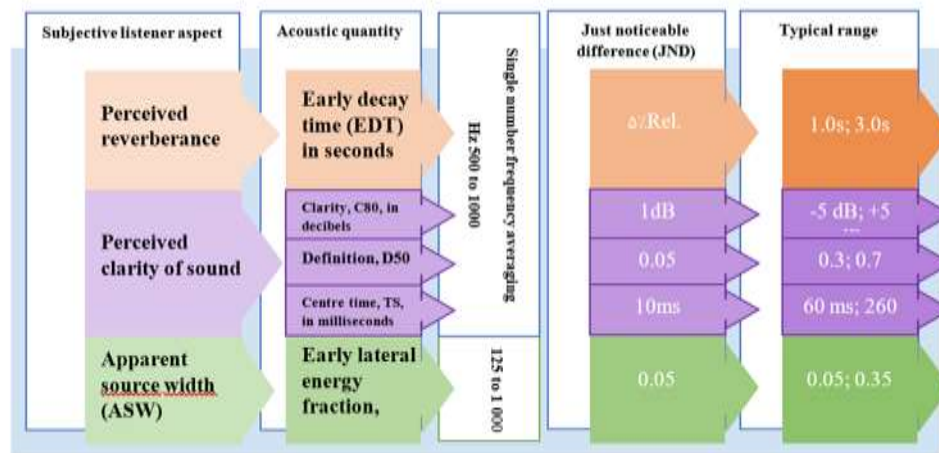 Subjective listener aspect
Acoustic quantity
Single number frequency averaging
Hz 500 to 1000
Just noticeable
difference (JND)
Typical range
Perceived
reverberance
Early decay
time (EDT)
in seconds
۵٪Rel.
1.0s; 3.0s
Perceived
clarity of sound
Clarity, C80, in
decibels
1dB
-5 dB; +5
Definition, D50
0.05
0.3; 0.7
Centre time, TS,
in milliseconds
10ms
60 ms; 260
Apparent
source width
(ASW)
Early lateral
energy
fraction,
125 to 1 000
0.05
0.05; 0.35